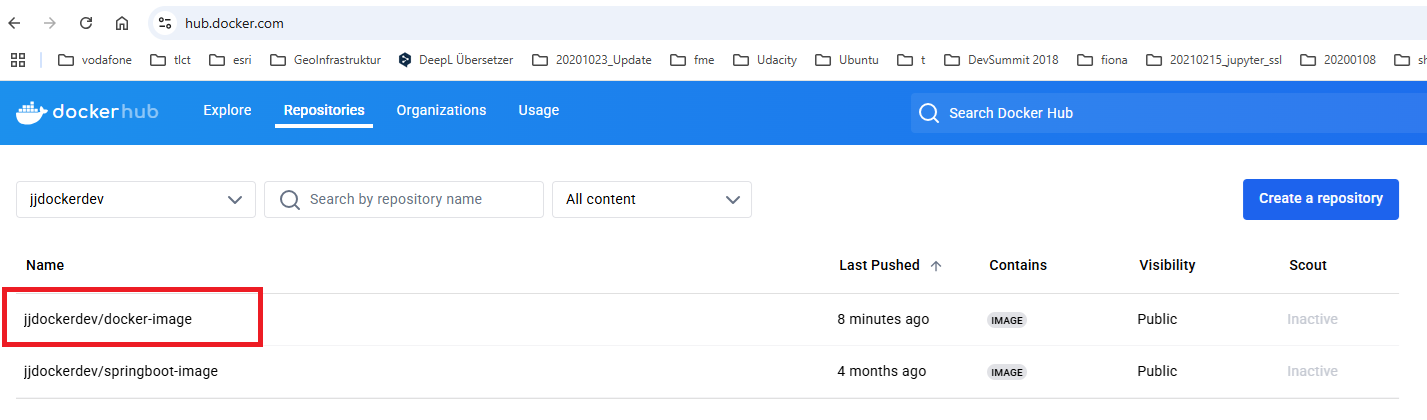 hub.docker.com
vodafone tlct esri GeoInfrastruktur DeepL Übersetzer 20201023_Update fme Udacity Ubuntu t DevSummit 2018 fiona 20210215_jupyter_ssl 20200108
dockerhub Explore Repositories Organizations Usage Search Docker Hub
jjdockerdev Search by repository name All content Create a repository
Name Last Pushed Contains Visibility Scout
jjdockerdev/docker-image 8 minutes ago IMAGE Public Inactive
jjdockerdev/springboot-image 4 months ago IMAGE Public Inactive